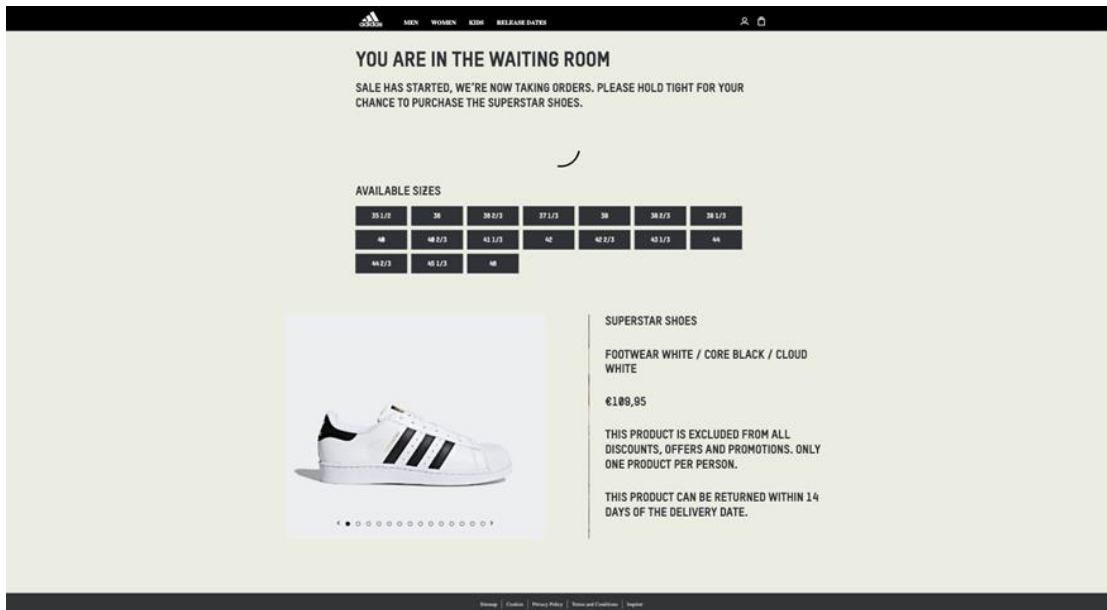 adidas
MEN WOMEN KIDS RELEASE DATES
YOU ARE IN THE WAITING ROOM
SALE HAS STARTED, WE'RE NOW TAKING ORDERS. PLEASE HOLD TIGHT FOR YOUR
CHANCE TO PURCHASE THE SUPERSTAR SHOES.
AVAILABLE SIZES
35 1/2 36 36 2/3 37 1/3 38 38 2/3 39 1/3
40 40 2/3 41 1/3 42 42 2/3 43 1/3 44
44 2/3 45 1/3 46
SUPERSTAR SHOES
FOOTWEAR WHITE / CORE BLACK / CLOUD
WHITE
€109,95
THIS PRODUCT IS EXCLUDED FROM ALL
DISCOUNTS, OFFERS AND PROMOTIONS. ONLY
ONE PRODUCT PER PERSON.
THIS PRODUCT CAN BE RETURNED WITHIN 14
DAYS OF THE DELIVERY DATE.
Sitemap | Cookies | Privacy Policy | Terms and Conditions | Imprint